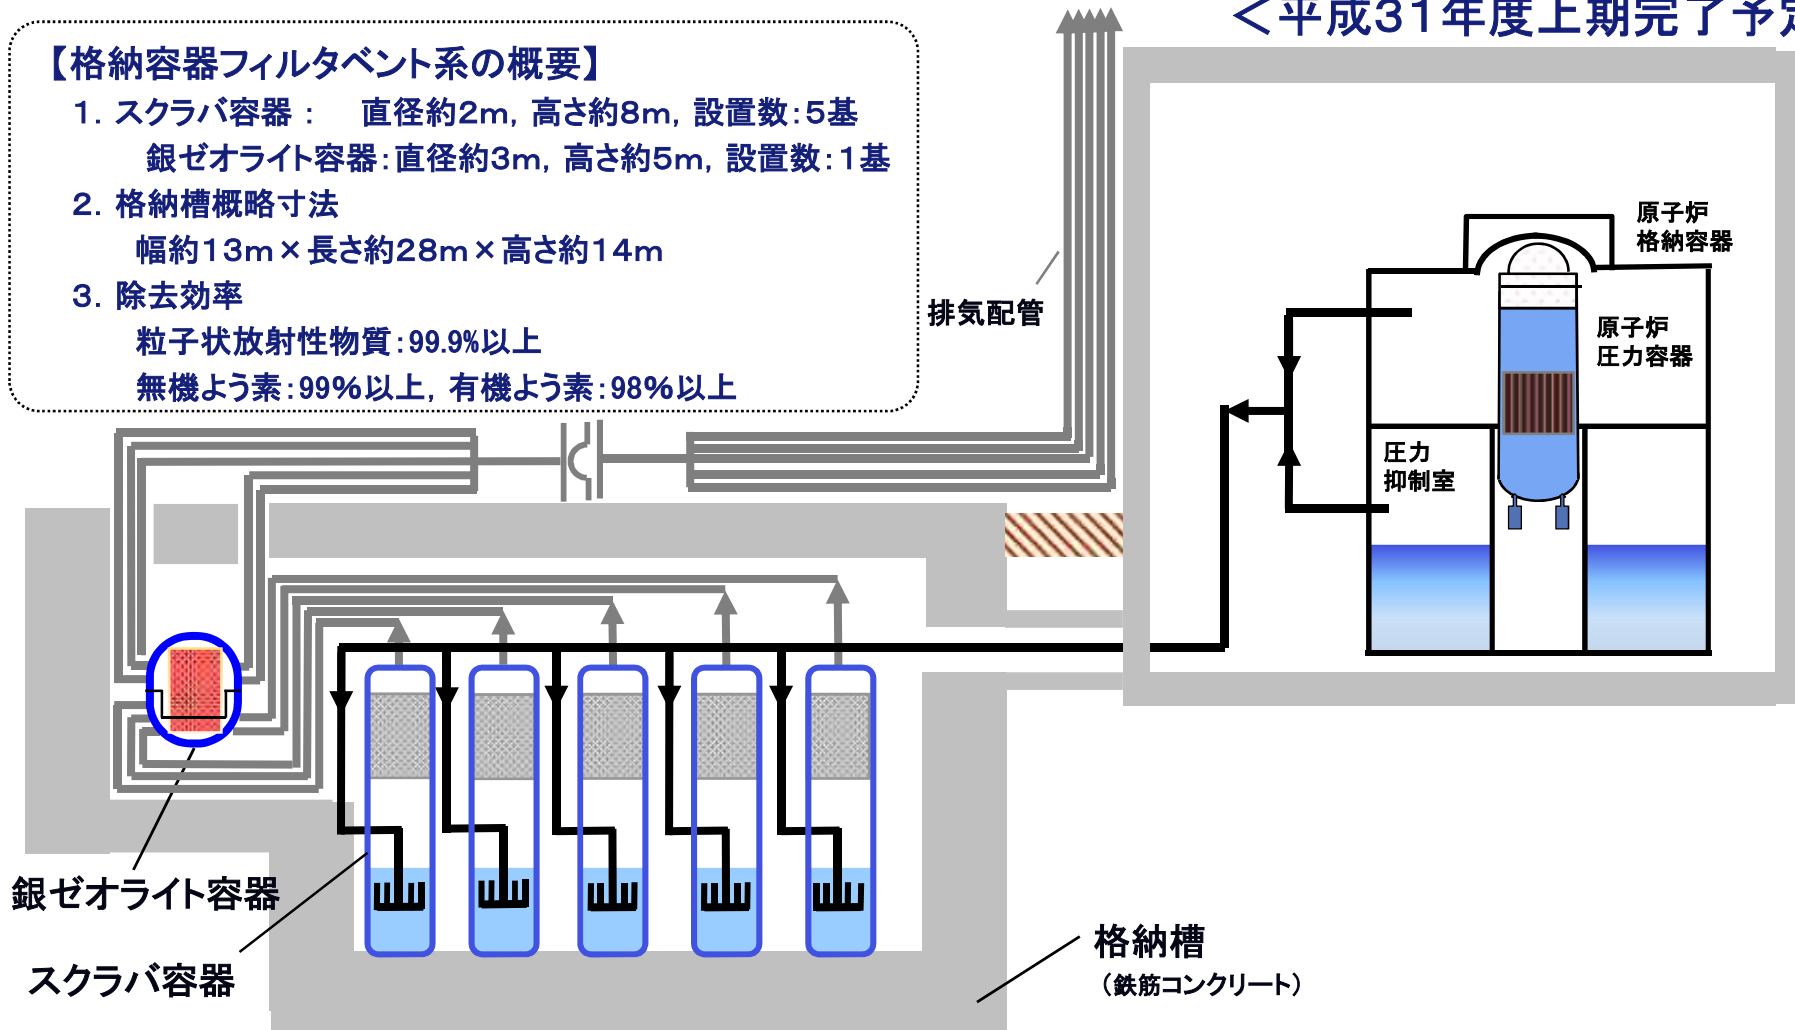 ＜平成３１年度上期完了予定
【格納容器フィルタベント系の概要】
１．スクラバ容器：　直径約2m，高さ約8m，設置数：５基
銀ゼオライト容器：直径約3m，高さ約5m，設置数：１基
２．格納槽概略寸法
幅約13m×長さ約28m×高さ約14m
３．除去効率
粒子状放射性物質：99.9%以上
無機よう素：99％以上，有機よう素：98％以上
排気配管
原子炉
格納容器
原子炉
圧力容器
圧力
抑制室
銀ゼオライト容器
スクラバ容器
格納槽
（鉄筋コンクリート）